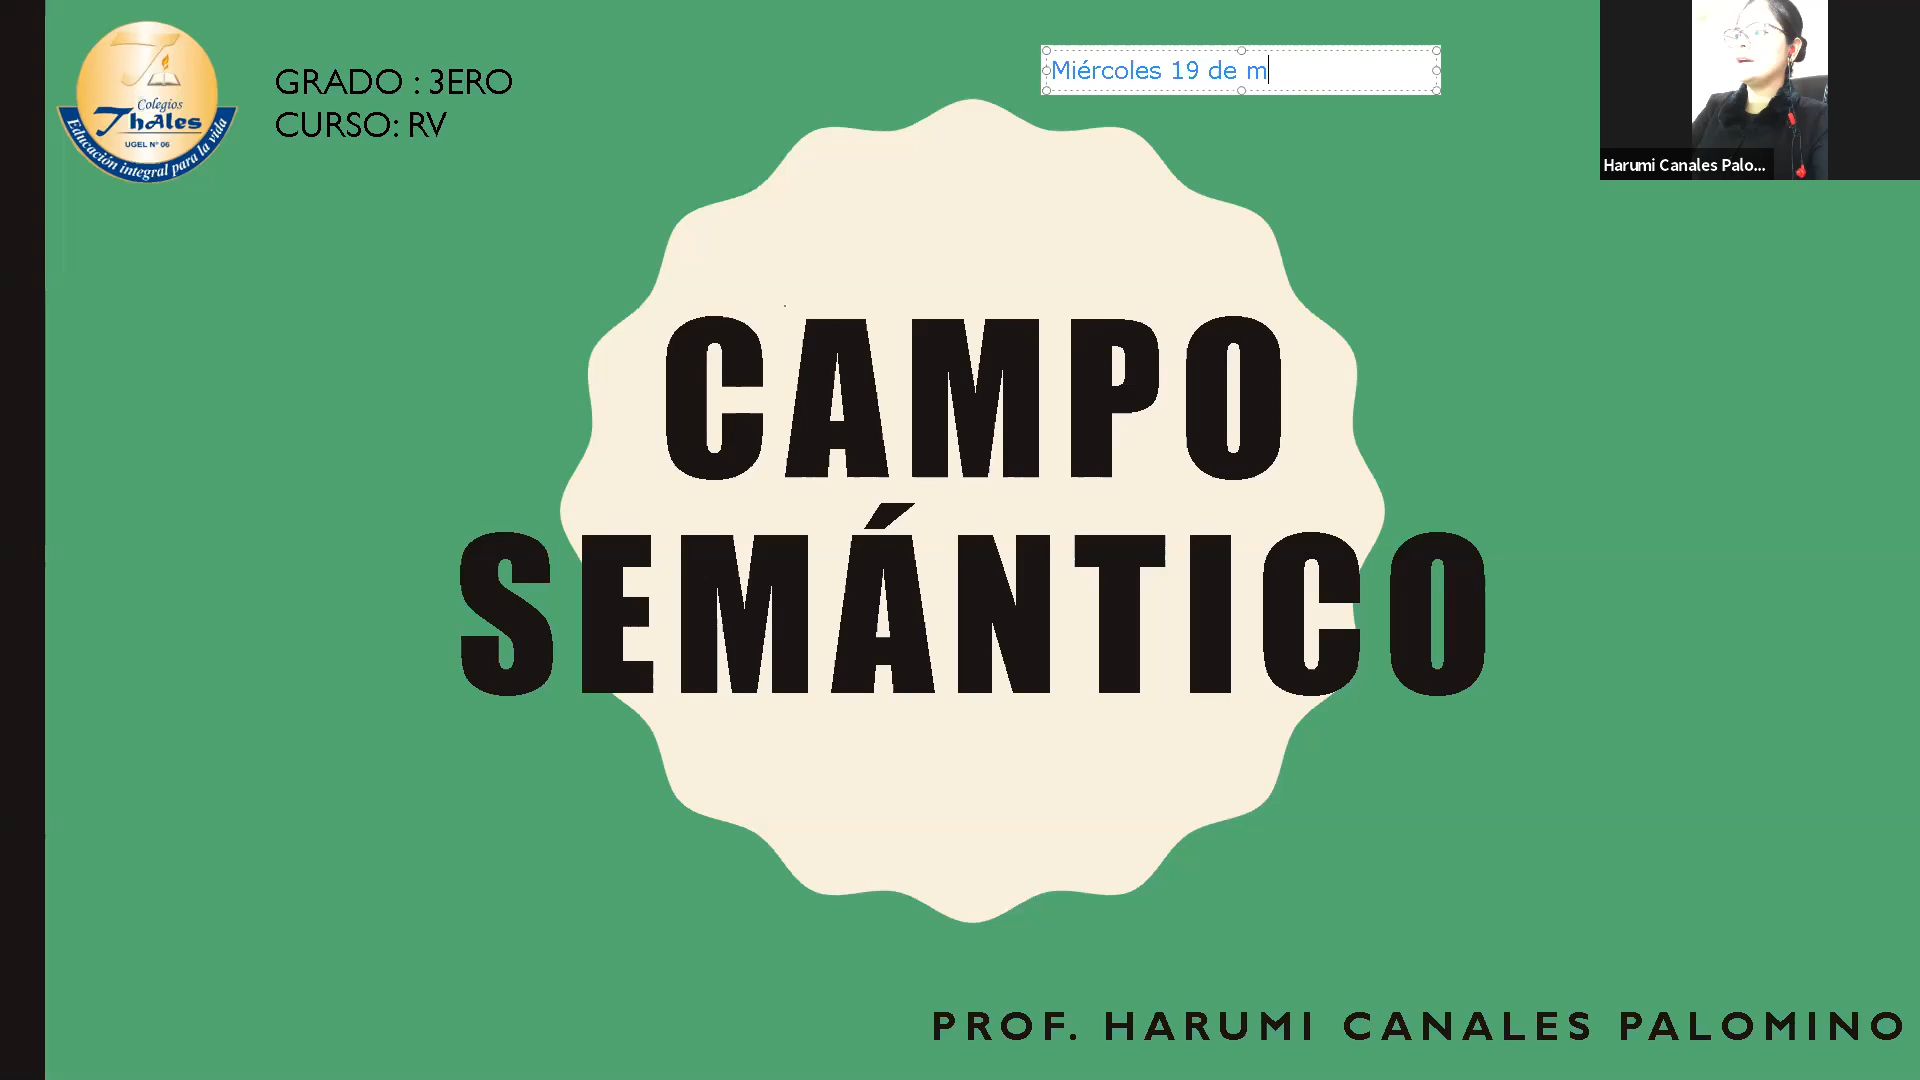 Colegios
Thales
UGEL Nº 06
Educación integral para la vida
GRADO : 3ERO
CURSO: RV
Miércoles 19 de m
Harumi Canales Palo...
CAMPO
SEMÁNTICO
PROF. HARUMI CANALES PALOMINO